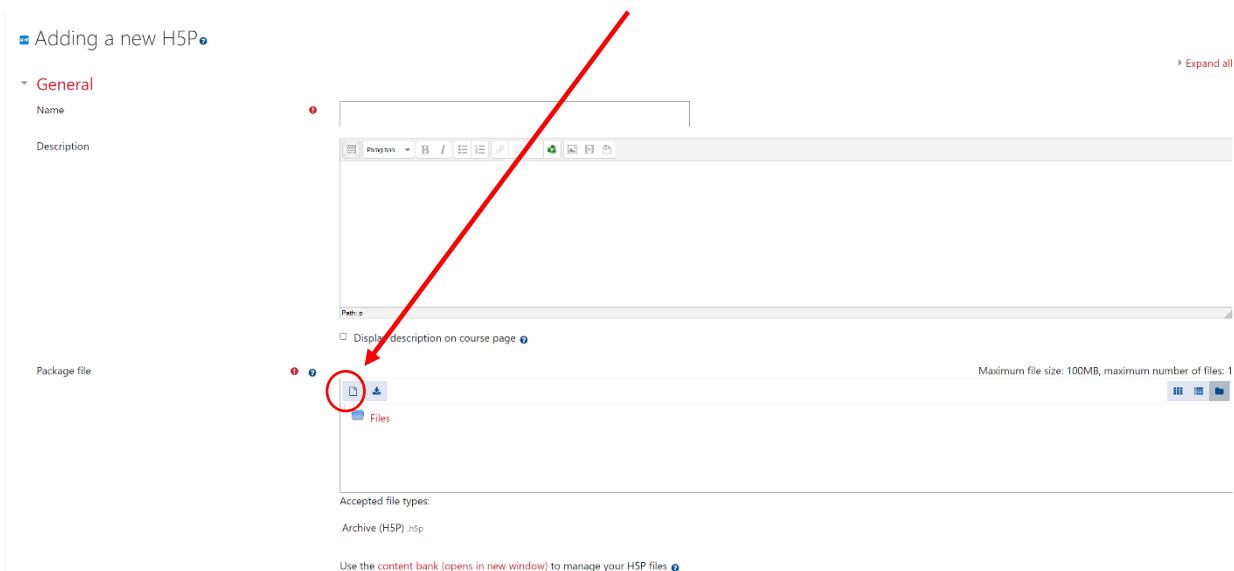 Adding a new H5P
Expand all
General
Name
Description
Paragraph
B I
Path: p
Display description on course page
Package file
Maximum file size: 100MB, maximum number of files: 1
Files
Accepted file types:
Archive (H5P) .h5p
Use the content bank (opens in new window) to manage your H5P files